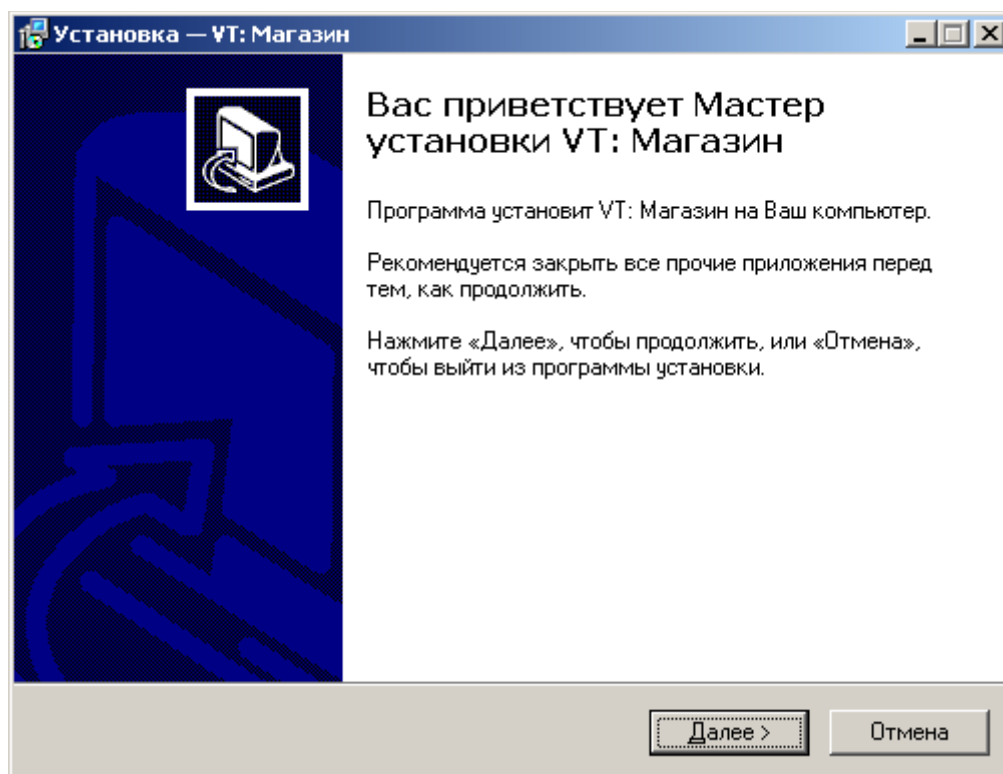 Установка — VT: Магазин
Вас приветствует Мастер
установки VT: Магазин
Программа установит VT: Магазин на Ваш компьютер.
Рекомендуется закрыть все прочие приложения перед
тем, как продолжить.
Нажмите «Далее», чтобы продолжить, или «Отмена»,
чтобы выйти из программы установки.
Далее >
Отмена